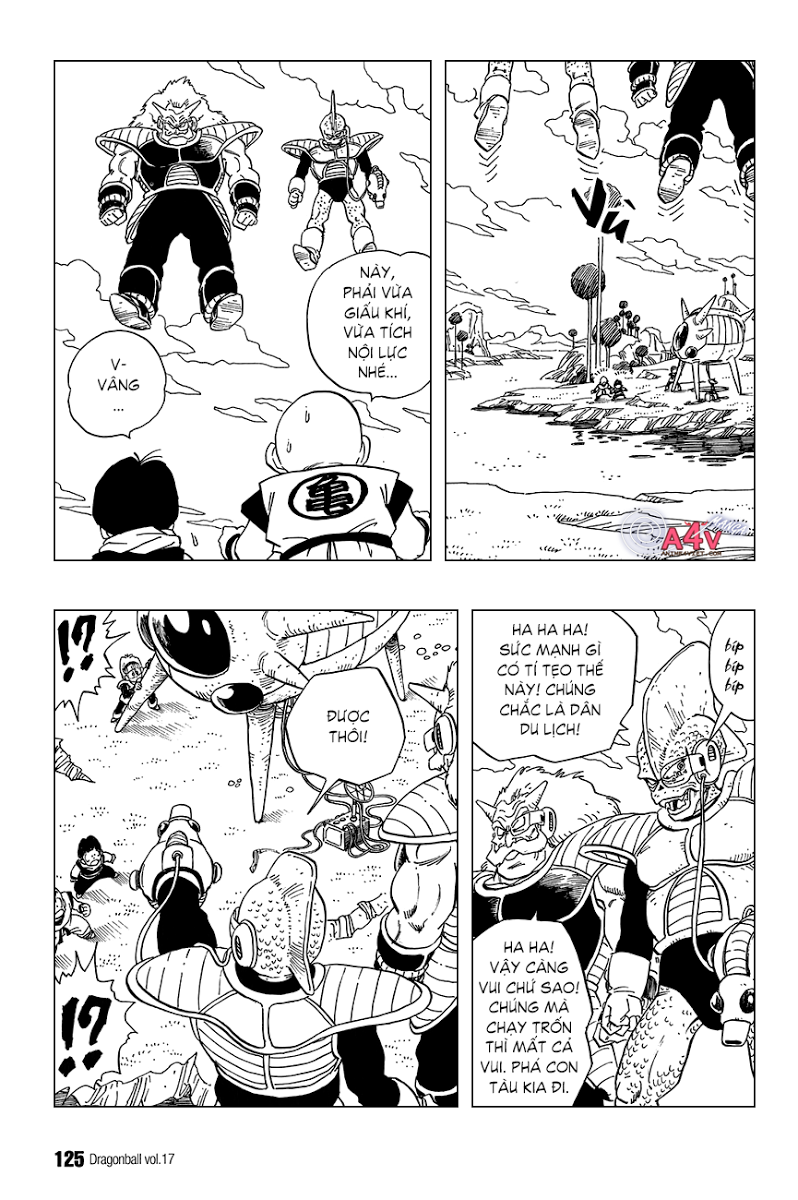 Vù
A4V
NÀY,
PHẢI VỪA
GIẤU KHÍ,
VỪA TÍCH
NỘI LỰC
NHÉ...
V-
VÂNG
...
亀
bíp
bíp
bíp
HA HA HA!
SỨC MẠNH GÌ
CÓ TÍ TẸO THẾ
NÀY! CHÚNG
CHẮC LÀ DÂN
DU LỊCH!
HA HA!
VẬY CÀNG
VUI CHỨ SAO!
CHÚNG MÀ
CHẠY TRỐN
THÌ MẤT CẢ
VUI. PHÁ CON
TÀU KIA ĐI.
!?
ĐƯỢC
THÔI!
!?
125 Dragonball vol.17